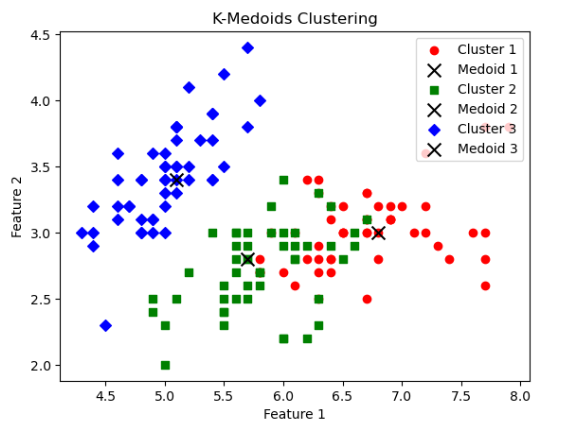 K-Medoids Clustering
4.5
4.0
3.5
3.0
2.5
2.0
Feature 2
Cluster 1
Medoid 1
Cluster 2
Medoid 2
Cluster 3
Medoid 3
4.5 5.0 5.5 6.0 6.5 7.0 7.5 8.0
Feature 1